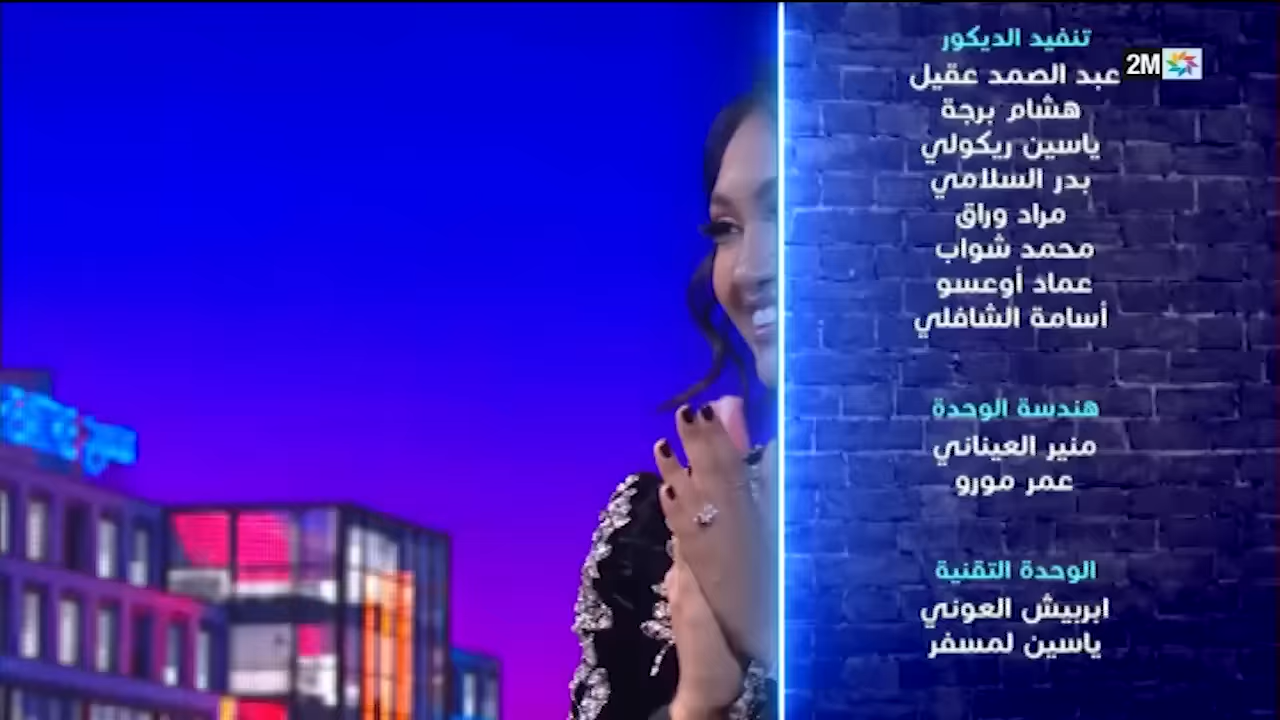 تنفيد الديكور
2M
عبد الصمد عقيل
هشام برجة
ياسين ريكولي
بدر السلامي
مراد وراق
محمد شواب
عماد أوعسو
أسامة الشافلي
هندسة الوحدة
منير العيناني
عمر مورو
الوحدة التقنية
ابربيش العوني
ياسين لمسفر